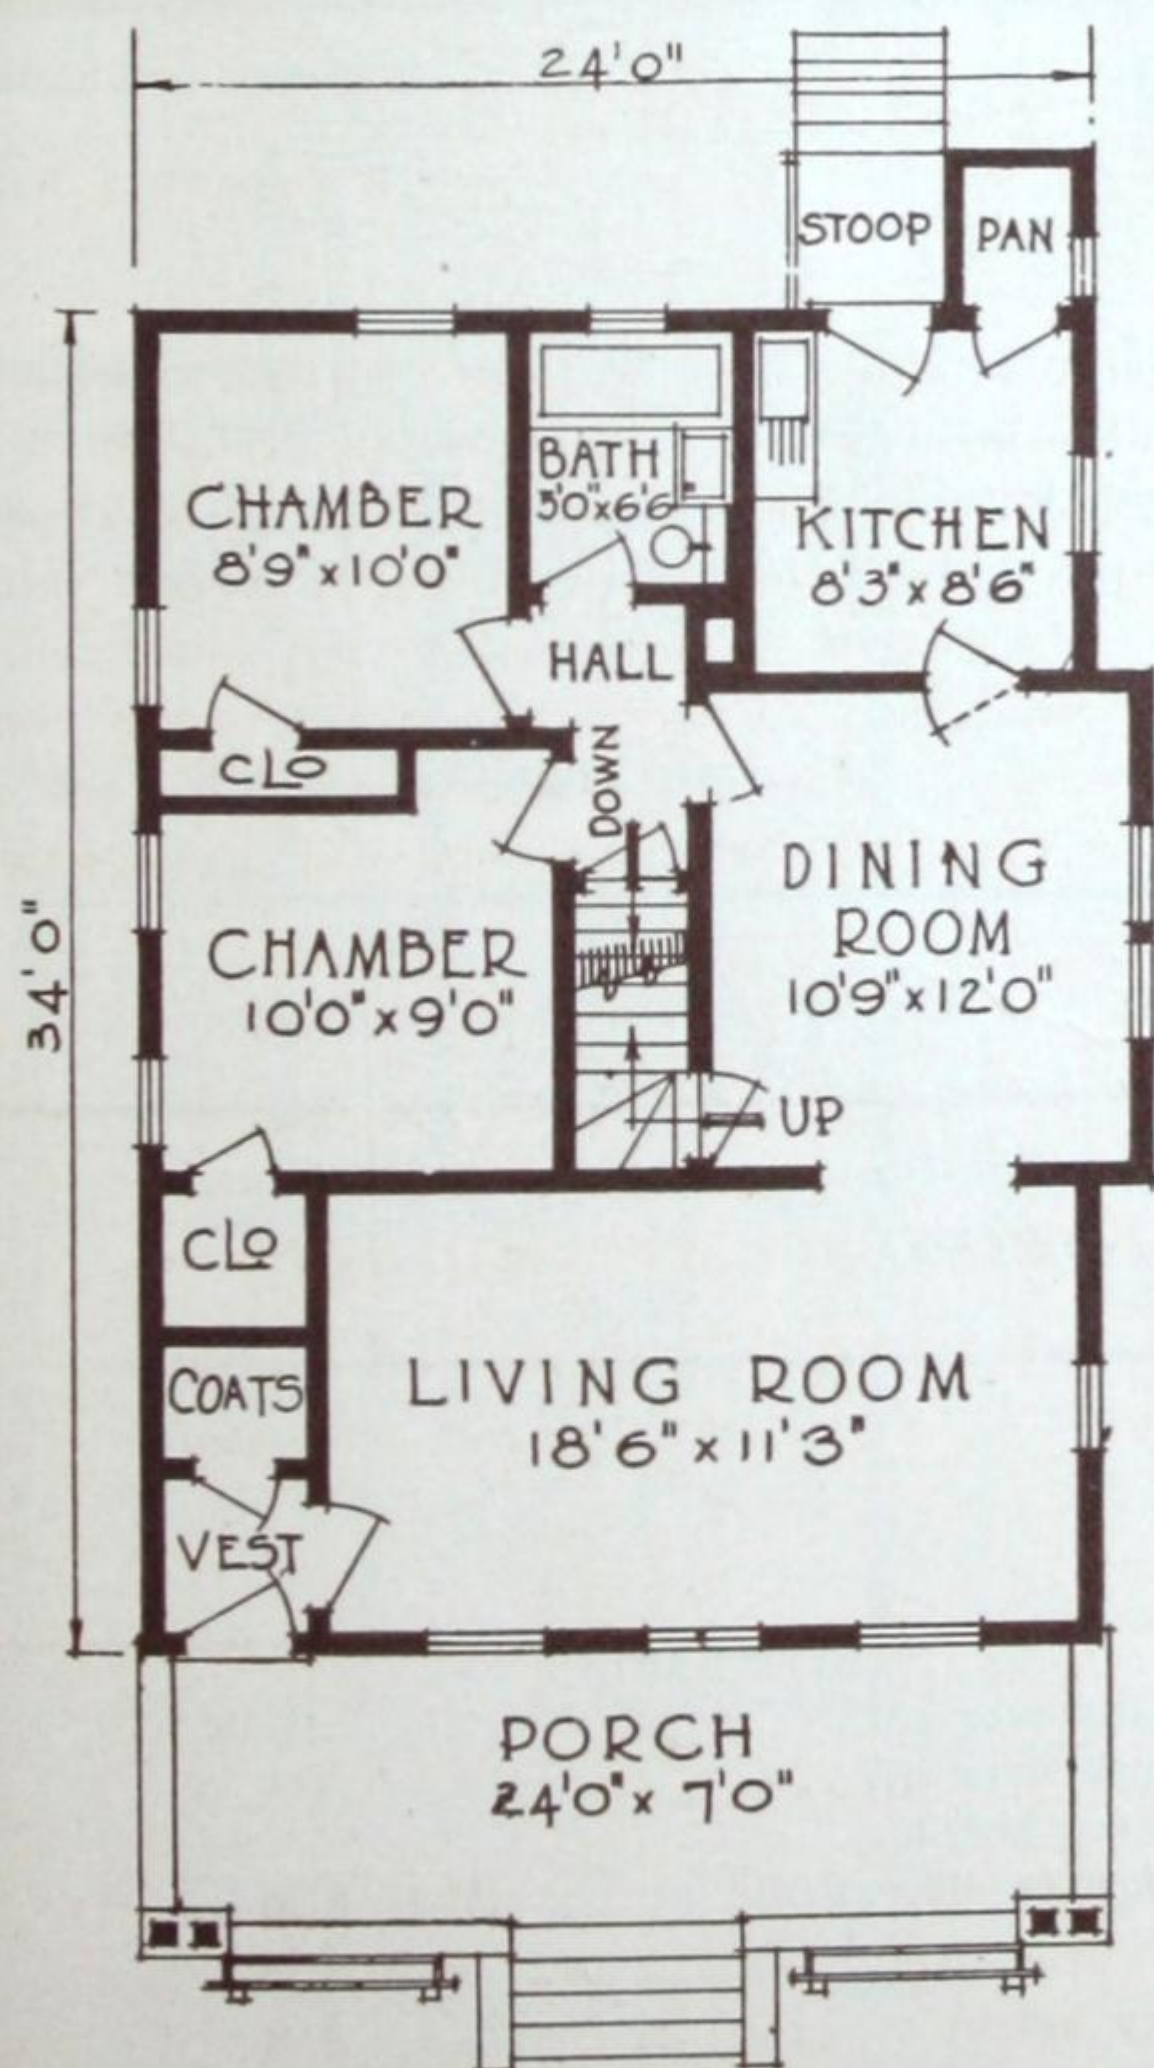 24'0"
STOOP
PAN
CHAMBER
8'9" x 10'0"
BATH
5'0" x 6'6"
KITCHEN
8'3" x 8'6"
HALL
CLO
DOWN
DINING
ROOM
10'9" x 12'0"
CHAMBER
10'0" x 9'0"
34'0"
UP
CLO
COATS
LIVING ROOM
18'6" x 11'3"
VEST
PORCH
24'0" x 7'0"